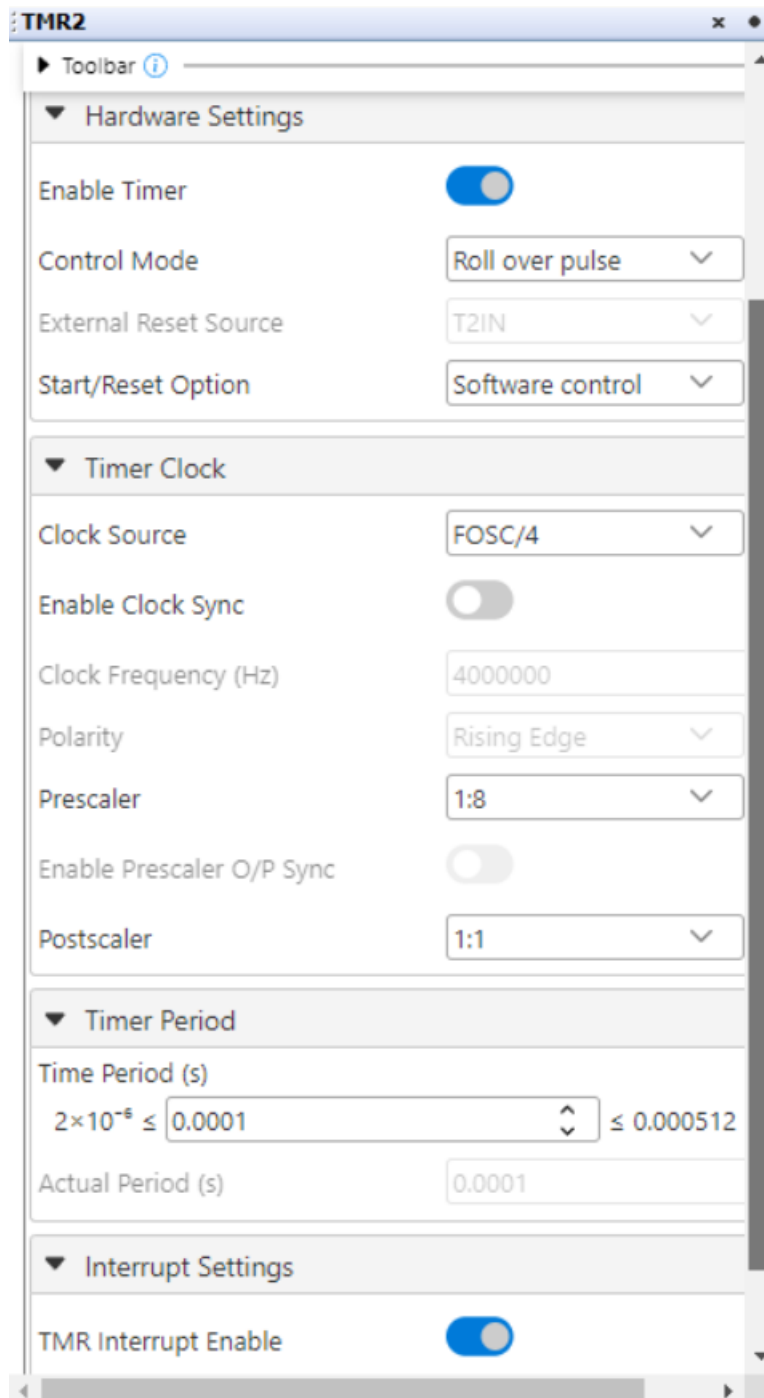 TMR2
Toolbar
Hardware Settings
Enable Timer
Control Mode Roll over pulse
External Reset Source T2IN
Start/Reset Option Software control
Timer Clock
Clock Source FOSC/4
Enable Clock Sync
Clock Frequency (Hz) 4000000
Polarity Rising Edge
Prescaler 1:8
Enable Prescaler O/P Sync
Postscaler 1:1
Timer Period
Time Period (s)
2×10⁻⁶ ≤ 0.0001 ≤ 0.000512
Actual Period (s) 0.0001
Interrupt Settings
TMR Interrupt Enable